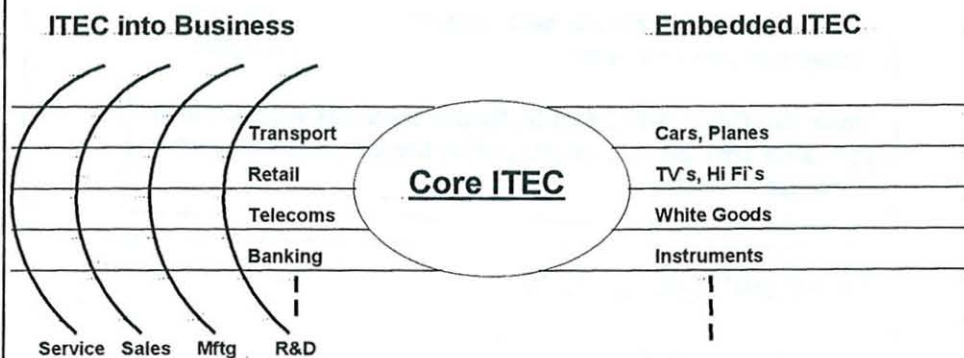 ITEC into Business
Embedded ITEC
Transport
Cars, Planes
Retail
Core ITEC
TV`s, Hi Fi`s
Telecoms
White Goods
Banking
Instruments
Service Sales Mftg R&D